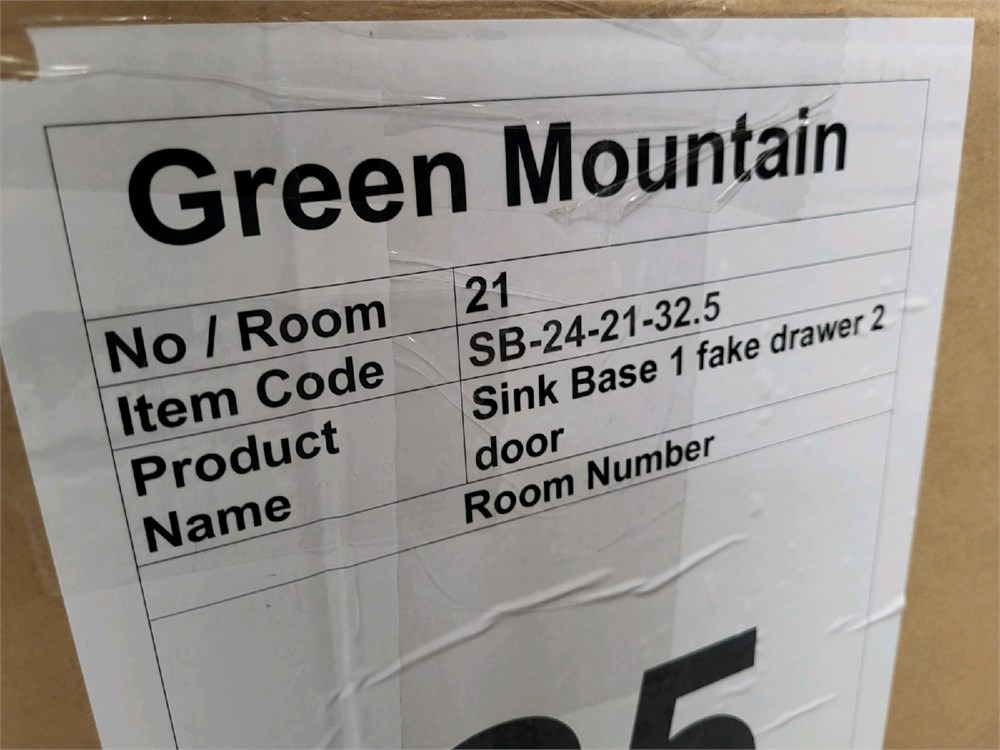 Green Mountain
No / Room 21
Item Code SB-24-21-32.5
Product Name Sink Base 1 fake drawer 2 door
Room Number